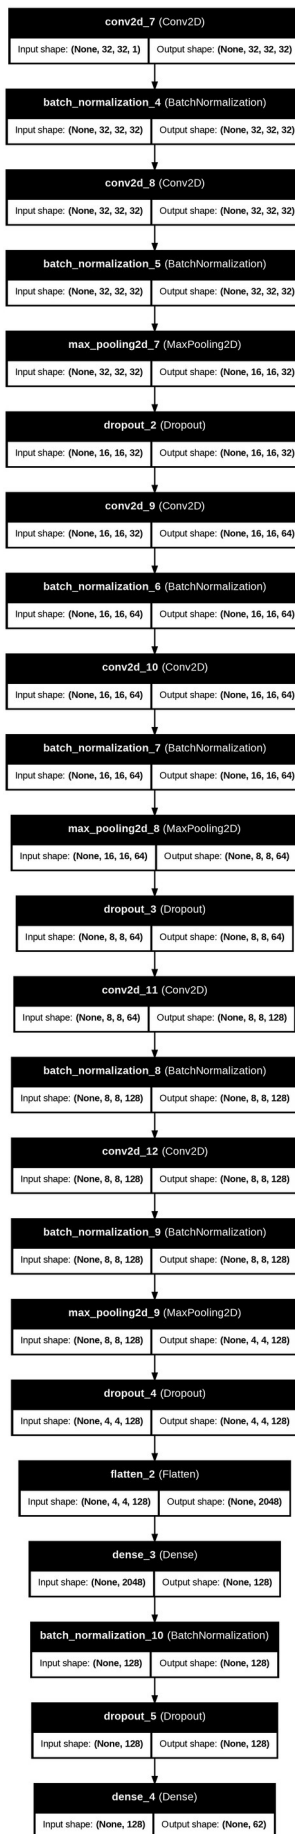 conv2d_7 (Conv2D)
Input shape: (None, 32, 32, 1) Output shape: (None, 32, 32, 32)
batch_normalization_4 (BatchNormalization)
Input shape: (None, 32, 32, 32) Output shape: (None, 32, 32, 32)
conv2d_8 (Conv2D)
Input shape: (None, 32, 32, 32) Output shape: (None, 32, 32, 32)
batch_normalization_5 (BatchNormalization)
Input shape: (None, 32, 32, 32) Output shape: (None, 32, 32, 32)
max_pooling2d_7 (MaxPooling2D)
Input shape: (None, 32, 32, 32) Output shape: (None, 16, 16, 32)
dropout_2 (Dropout)
Input shape: (None, 16, 16, 32) Output shape: (None, 16, 16, 32)
conv2d_9 (Conv2D)
Input shape: (None, 16, 16, 32) Output shape: (None, 16, 16, 64)
batch_normalization_6 (BatchNormalization)
Input shape: (None, 16, 16, 64) Output shape: (None, 16, 16, 64)
conv2d_10 (Conv2D)
Input shape: (None, 16, 16, 64) Output shape: (None, 16, 16, 64)
batch_normalization_7 (BatchNormalization)
Input shape: (None, 16, 16, 64) Output shape: (None, 16, 16, 64)
max_pooling2d_8 (MaxPooling2D)
Input shape: (None, 16, 16, 64) Output shape: (None, 8, 8, 64)
dropout_3 (Dropout)
Input shape: (None, 8, 8, 64) Output shape: (None, 8, 8, 64)
conv2d_11 (Conv2D)
Input shape: (None, 8, 8, 64) Output shape: (None, 8, 8, 128)
batch_normalization_8 (BatchNormalization)
Input shape: (None, 8, 8, 128) Output shape: (None, 8, 8, 128)
conv2d_12 (Conv2D)
Input shape: (None, 8, 8, 128) Output shape: (None, 8, 8, 128)
batch_normalization_9 (BatchNormalization)
Input shape: (None, 8, 8, 128) Output shape: (None, 8, 8, 128)
max_pooling2d_9 (MaxPooling2D)
Input shape: (None, 8, 8, 128) Output shape: (None, 4, 4, 128)
dropout_4 (Dropout)
Input shape: (None, 4, 4, 128) Output shape: (None, 4, 4, 128)
flatten_2 (Flatten)
Input shape: (None, 4, 4, 128) Output shape: (None, 2048)
dense_3 (Dense)
Input shape: (None, 2048) Output shape: (None, 128)
batch_normalization_10 (BatchNormalization)
Input shape: (None, 128) Output shape: (None, 128)
dropout_5 (Dropout)
Input shape: (None, 128) Output shape: (None, 128)
dense_4 (Dense)
Input shape: (None, 128) Output shape: (None, 62)